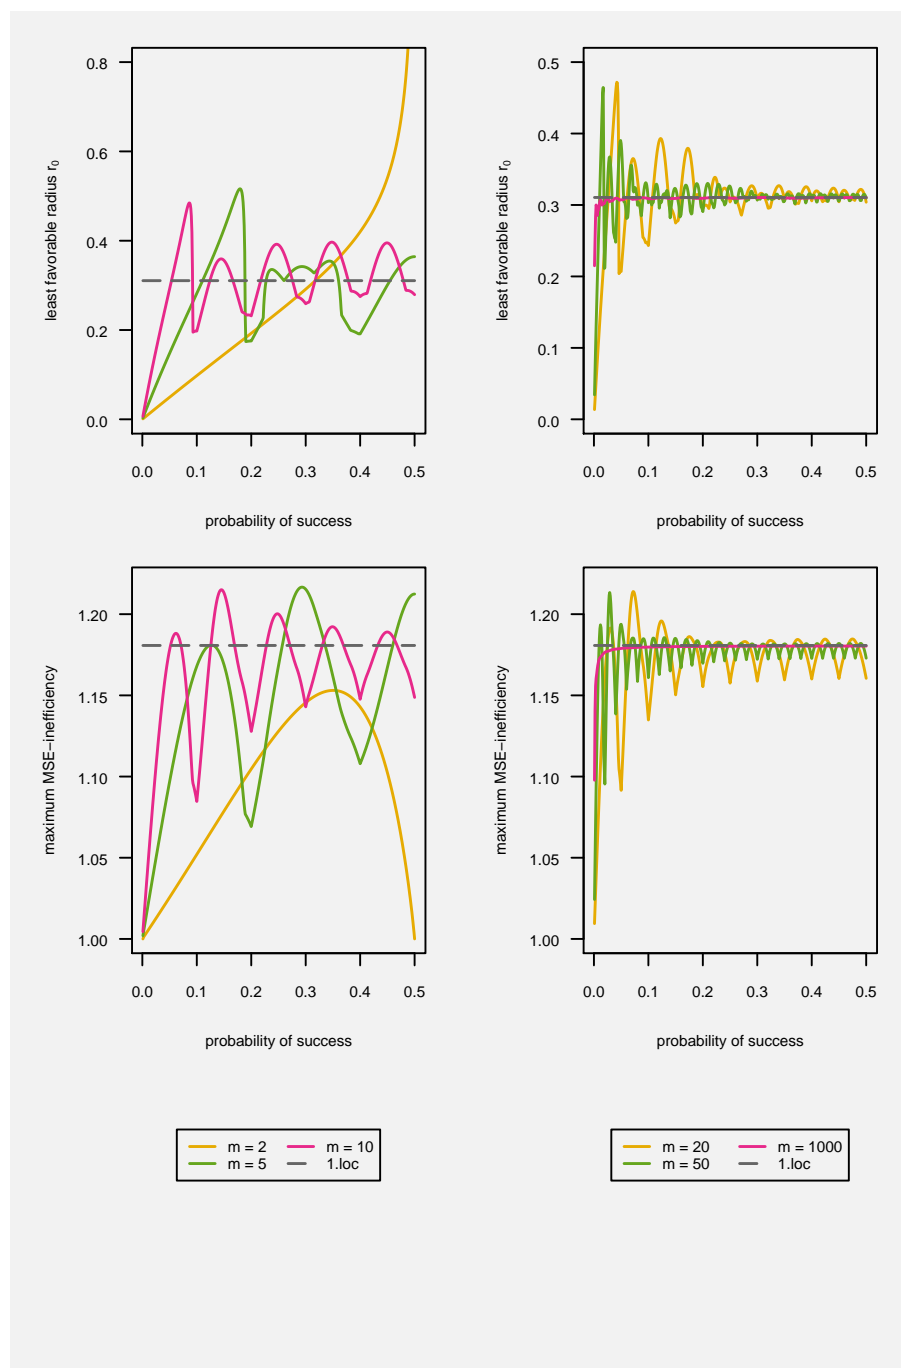 least favorable radius r0
0.8
0.6
0.4
0.2
0.0
0.0 0.1 0.2 0.3 0.4 0.5
probability of success
least favorable radius r0
0.5
0.4
0.3
0.2
0.1
0.0
0.0 0.1 0.2 0.3 0.4 0.5
probability of success
maximum MSE−inefficiency
1.20
1.15
1.10
1.05
1.00
0.0 0.1 0.2 0.3 0.4 0.5
probability of success
maximum MSE−inefficiency
1.20
1.15
1.10
1.05
1.00
0.0 0.1 0.2 0.3 0.4 0.5
probability of success
m = 2 m = 10
m = 5 1.loc
m = 20 m = 1000
m = 50 1.loc